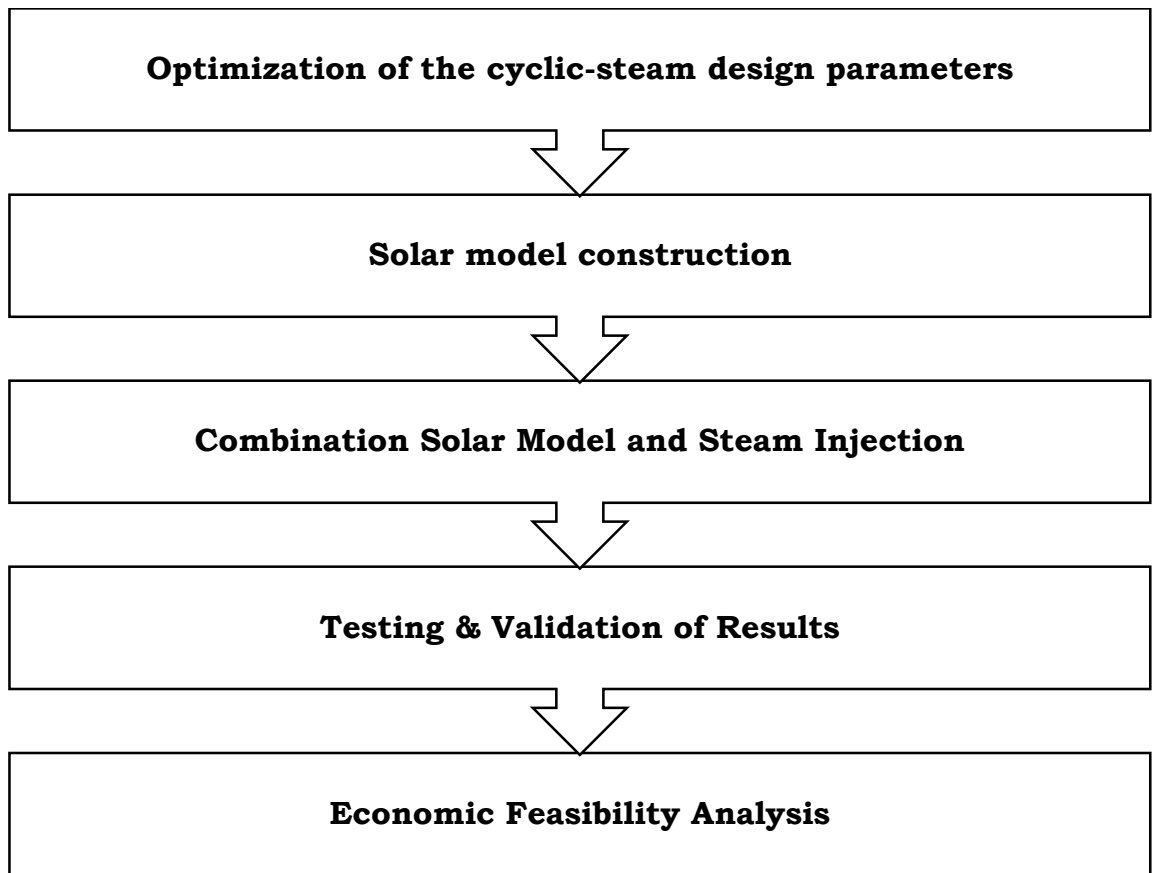 Optimization of the cyclic-steam design parameters
Solar model construction
Combination Solar Model and Steam Injection
Testing & Validation of Results
Economic Feasibility Analysis